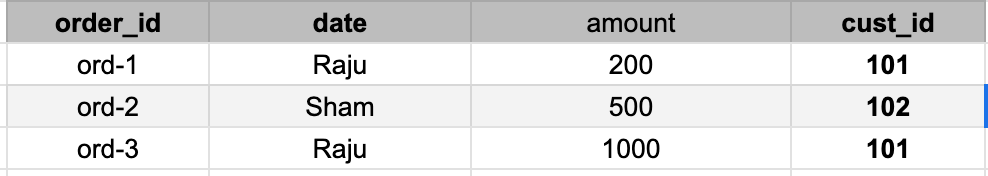 order_id date amount cust_id
ord-1 Raju 200 101
ord-2 Sham 500 102
ord-3 Raju 1000 101